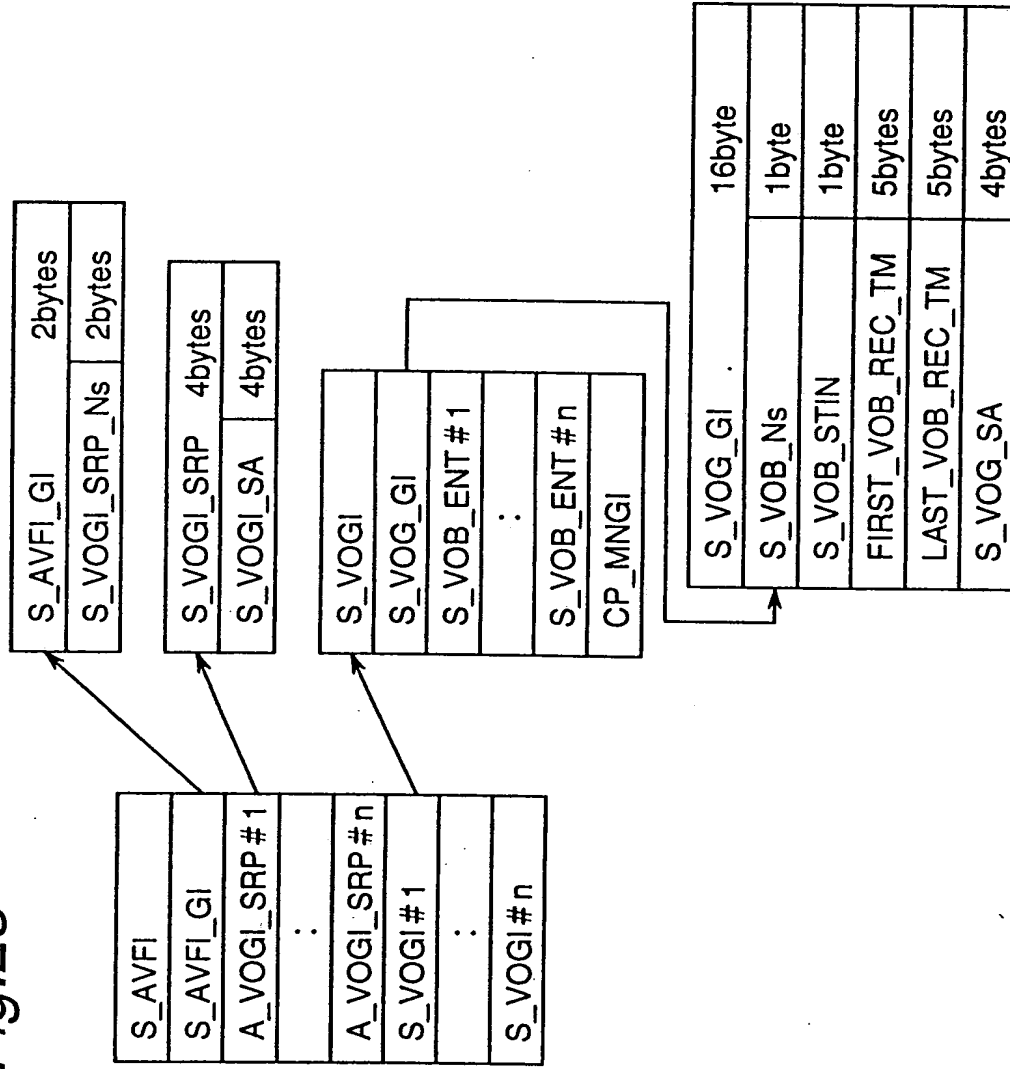 S_AVFI
S_AVFI_GI
A_VOGI_SRP#1
:
A_VOGI_SRP#n
S_VOGI#1
:
S_VOGI#n
S_AVFI_GI 2bytes
S_VOGI_SRP_Ns 2bytes
S_VOGI_SRP 4bytes
S_VOGI_SA 4bytes
S_VOGI
S_VOG_GI
S_VOB_ENT#1
:
S_VOB_ENT#n
CP_MNGI
S_VOG_GI 16byte
S_VOB_Ns 1byte
S_VOB_STIN 1byte
FIRST_VOB_REC_TM 5bytes
LAST_VOB_REC_TM 5bytes
S_VOG_SA 4bytes